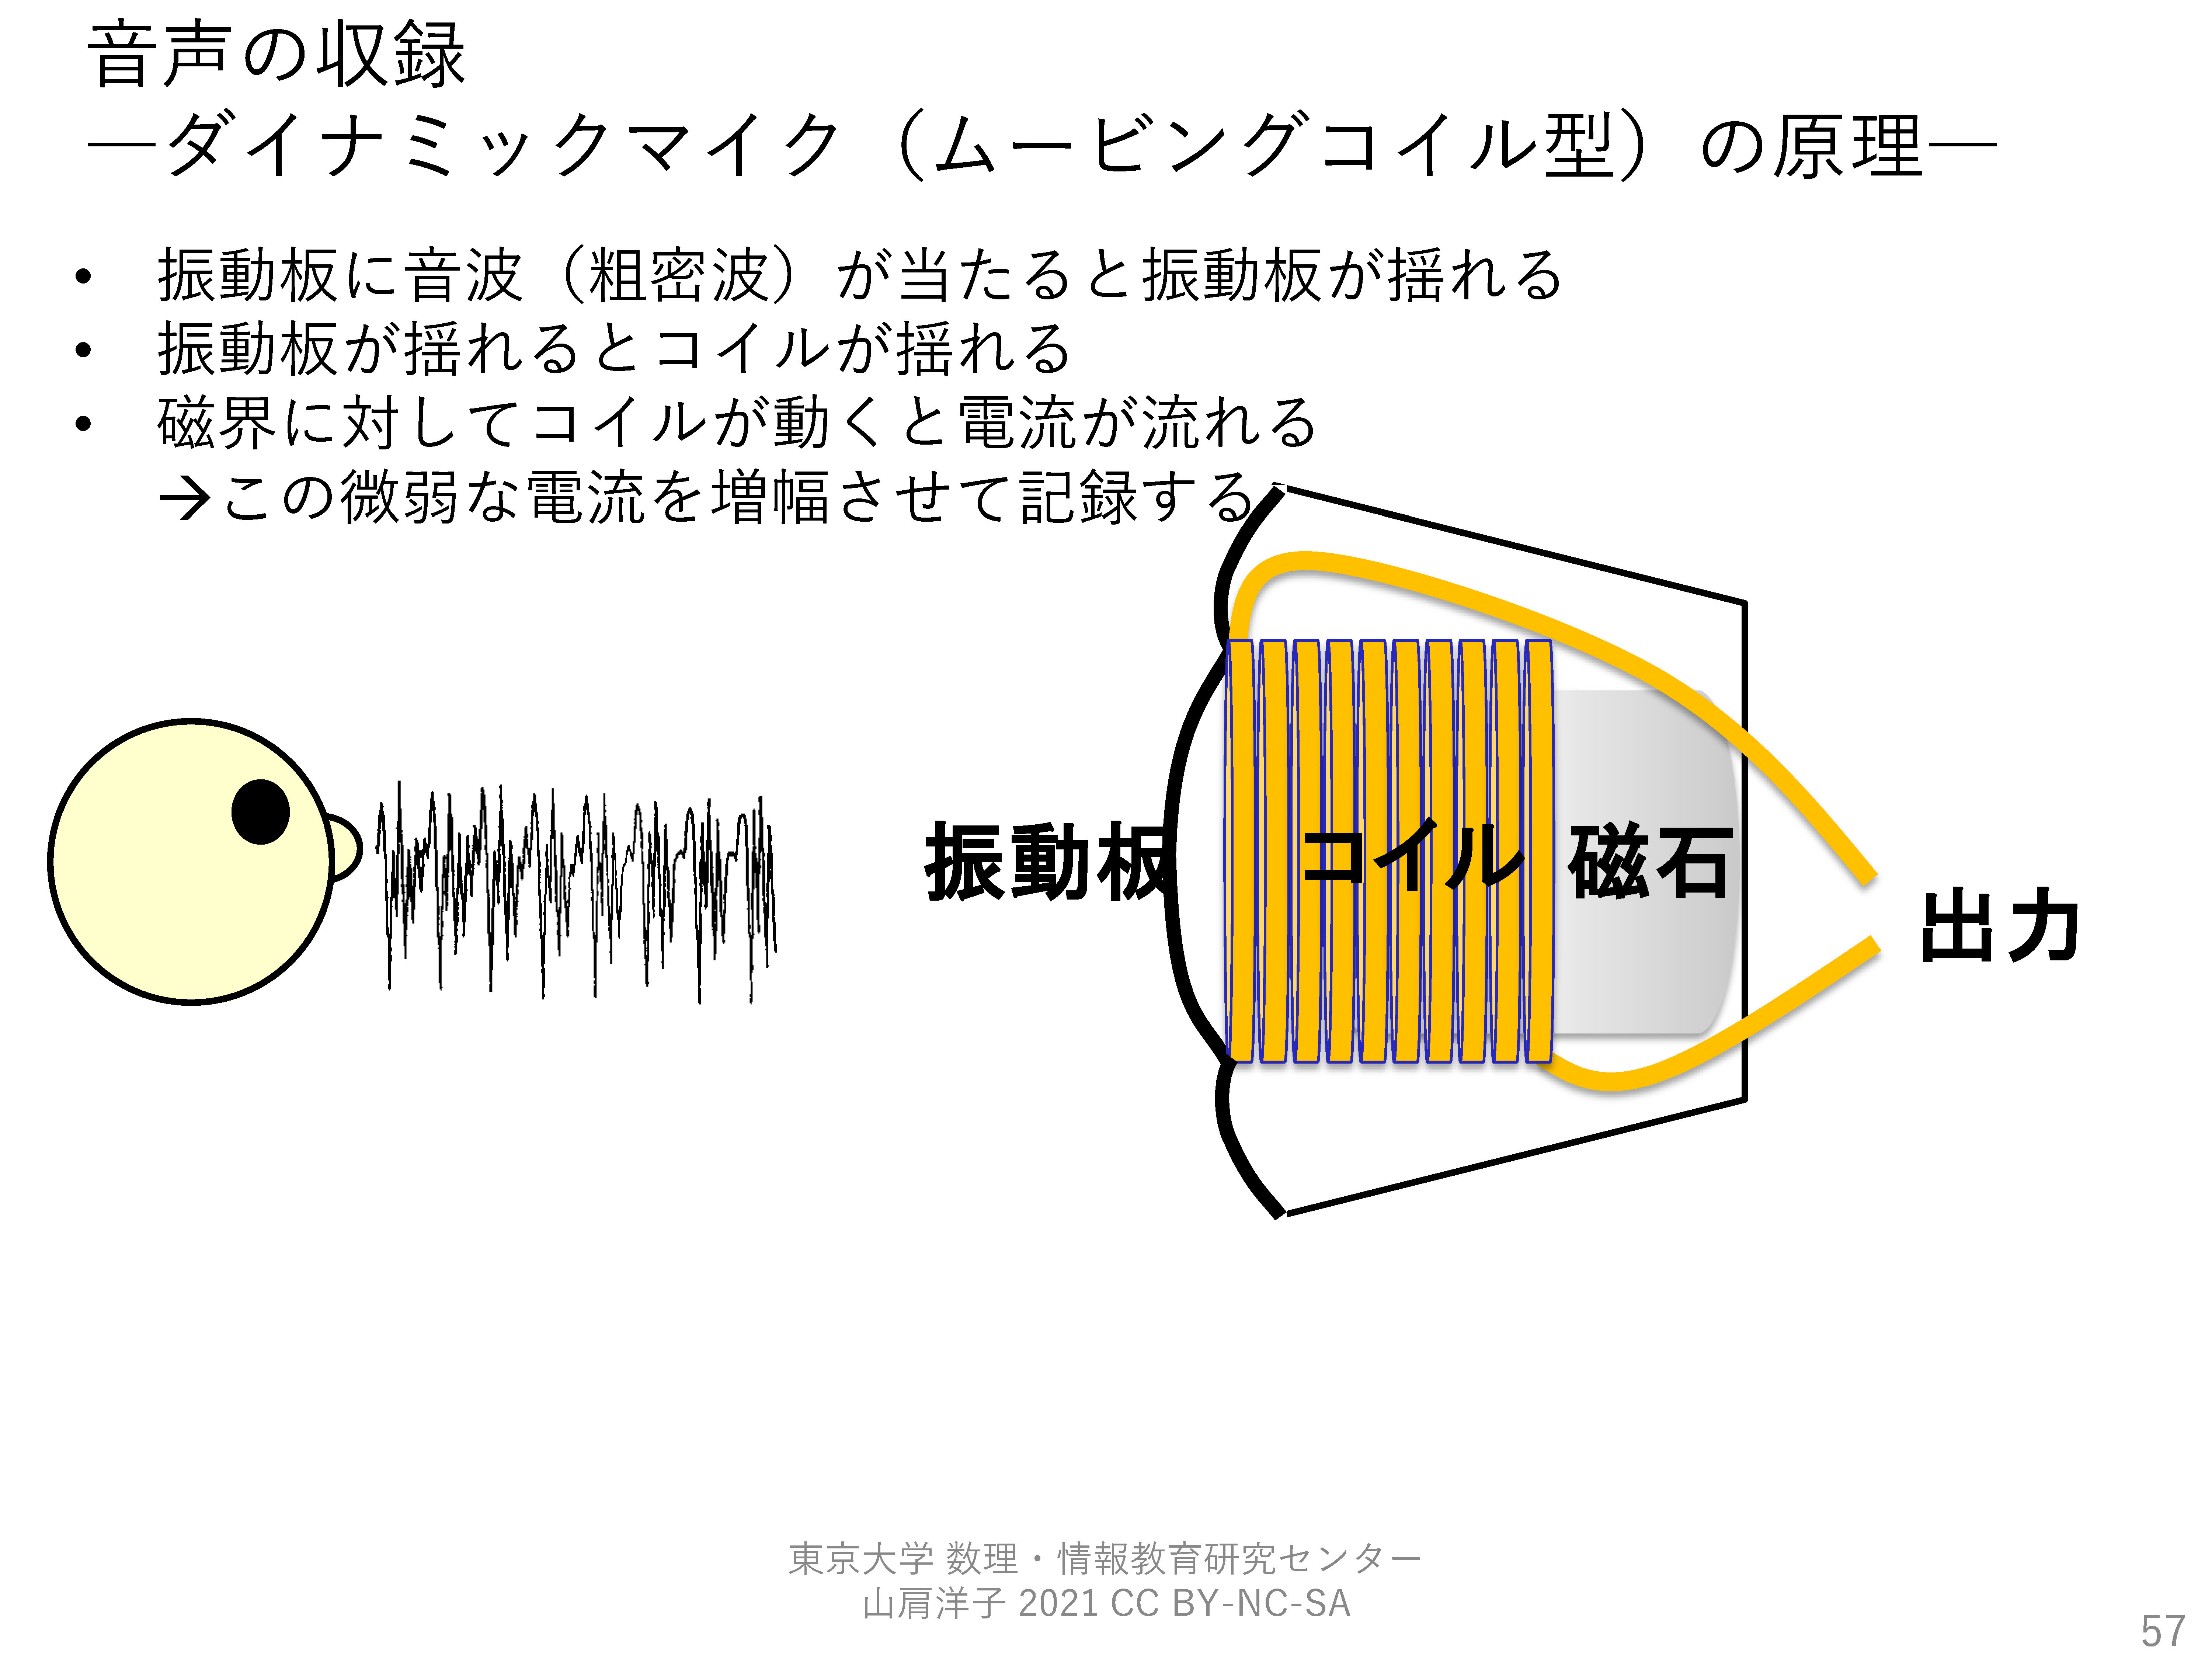 音声の収録
―ダイナミックマイク（ムービングコイル型）の原理―
• 振動板に音波（粗密波）が当たると振動板が揺れる
• 振動板が揺れるとコイルが揺れる
• 磁界に対してコイルが動くと電流が流れる
→この微弱な電流を増幅させて記録する
振動板
コイル
磁石
出力
東京大学 数理・情報教育研究センター
山肩洋子 2021 CC BY-NC-SA
57